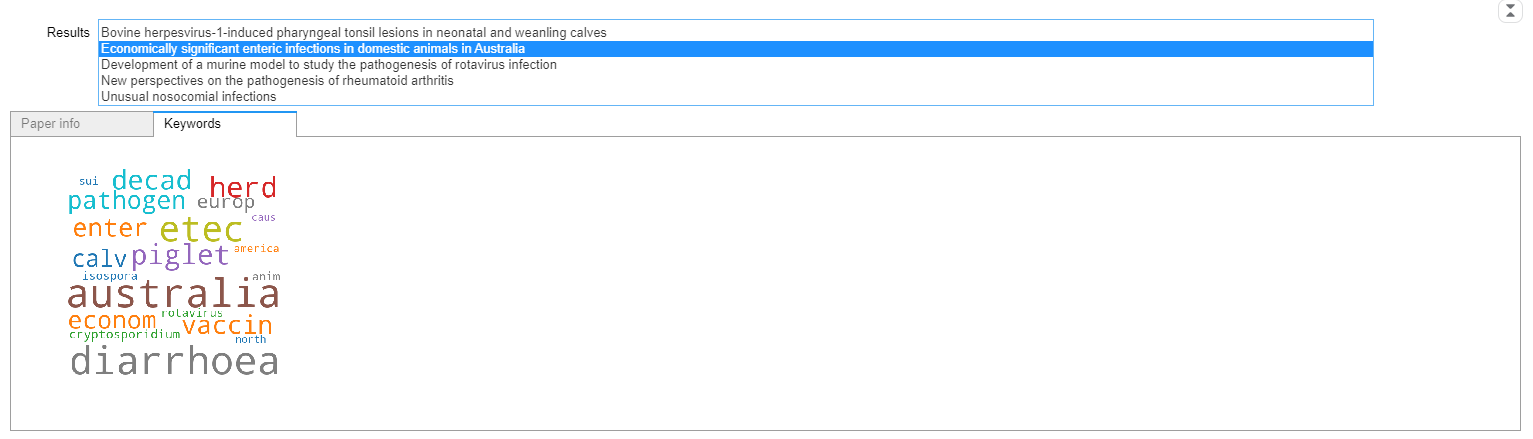 Results
Bovine herpesvirus-1-induced pharyngeal tonsil lesions in neonatal and weanling calves
Economically significant enteric infections in domestic animals in Australia
Development of a murine model to study the pathogenesis of rotavirus infection
New perspectives on the pathogenesis of rheumatoid arthritis
Unusual nosocomial infections
Paper info
Keywords
sui
decad
herd
pathogen
europ
caus
enter
etec
america
calv
piglet
isospora
anim
australia
rotavirus
econom
vaccin
cryptosporidium
north
diarrhoea